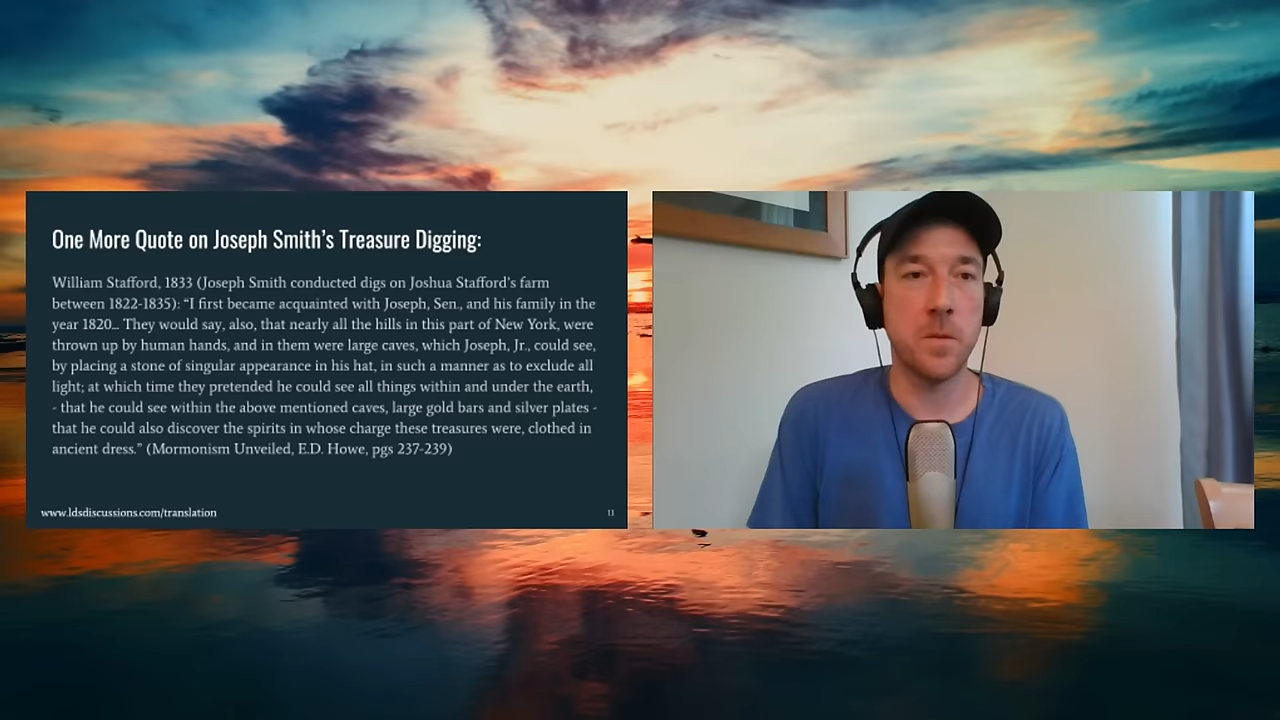 One More Quote on Joseph Smith's Treasure Digging:
William Stafford, 1833 (Joseph Smith conducted digs on Joshua Stafford's farm
between 1822-1835): “I first became acquainted with Joseph, Sen., and his family in the
year 1820… They would say, also, that nearly all the hills in this part of New York, were
thrown up by human hands, and in them were large caves, which Joseph, Jr., could see,
by placing a stone of singular appearance in his hat, in such a manner as to exclude all
light; at which time they pretended he could see all things within and under the earth,
- that he could see within the above mentioned caves, large gold bars and silver plates -
that he could also discover the spirits in whose charge these treasures were, clothed in
ancient dress.” (Mormonism Unveiled, E.D. Howe, pgs 237-239)
www.ldsdiscussions.com/translation
11